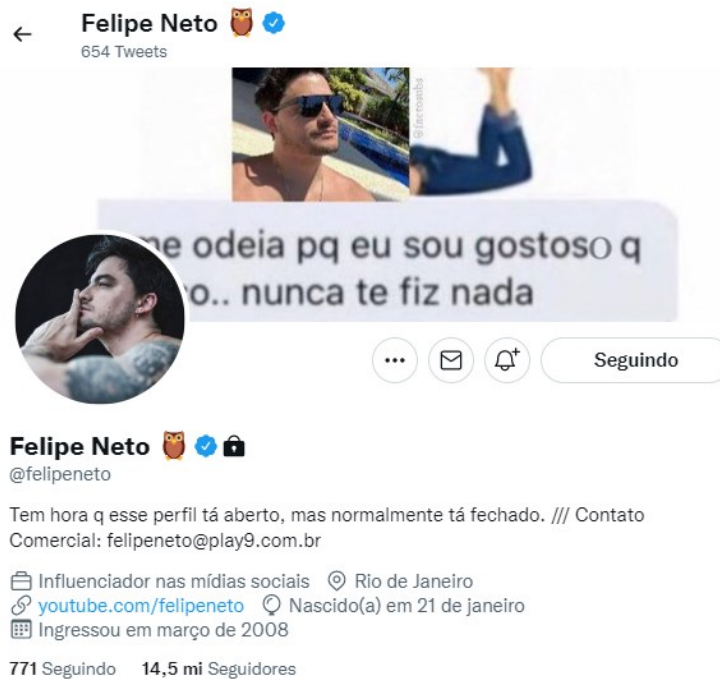 Felipe Neto
654 Tweets
@factosubs
me odeia pq eu sou gostoso q
o.. nunca te fiz nada
Seguindo
Felipe Neto
@felipeneto
Tem hora q esse perfil tá aberto, mas normalmente tá fechado. /// Contato
Comercial: felipeneto@play9.com.br
Influenciador nas mídias sociais Rio de Janeiro
youtube.com/felipeneto Nascido(a) em 21 de janeiro
Ingressou em março de 2008
771 Seguindo 14,5 mi Seguidores